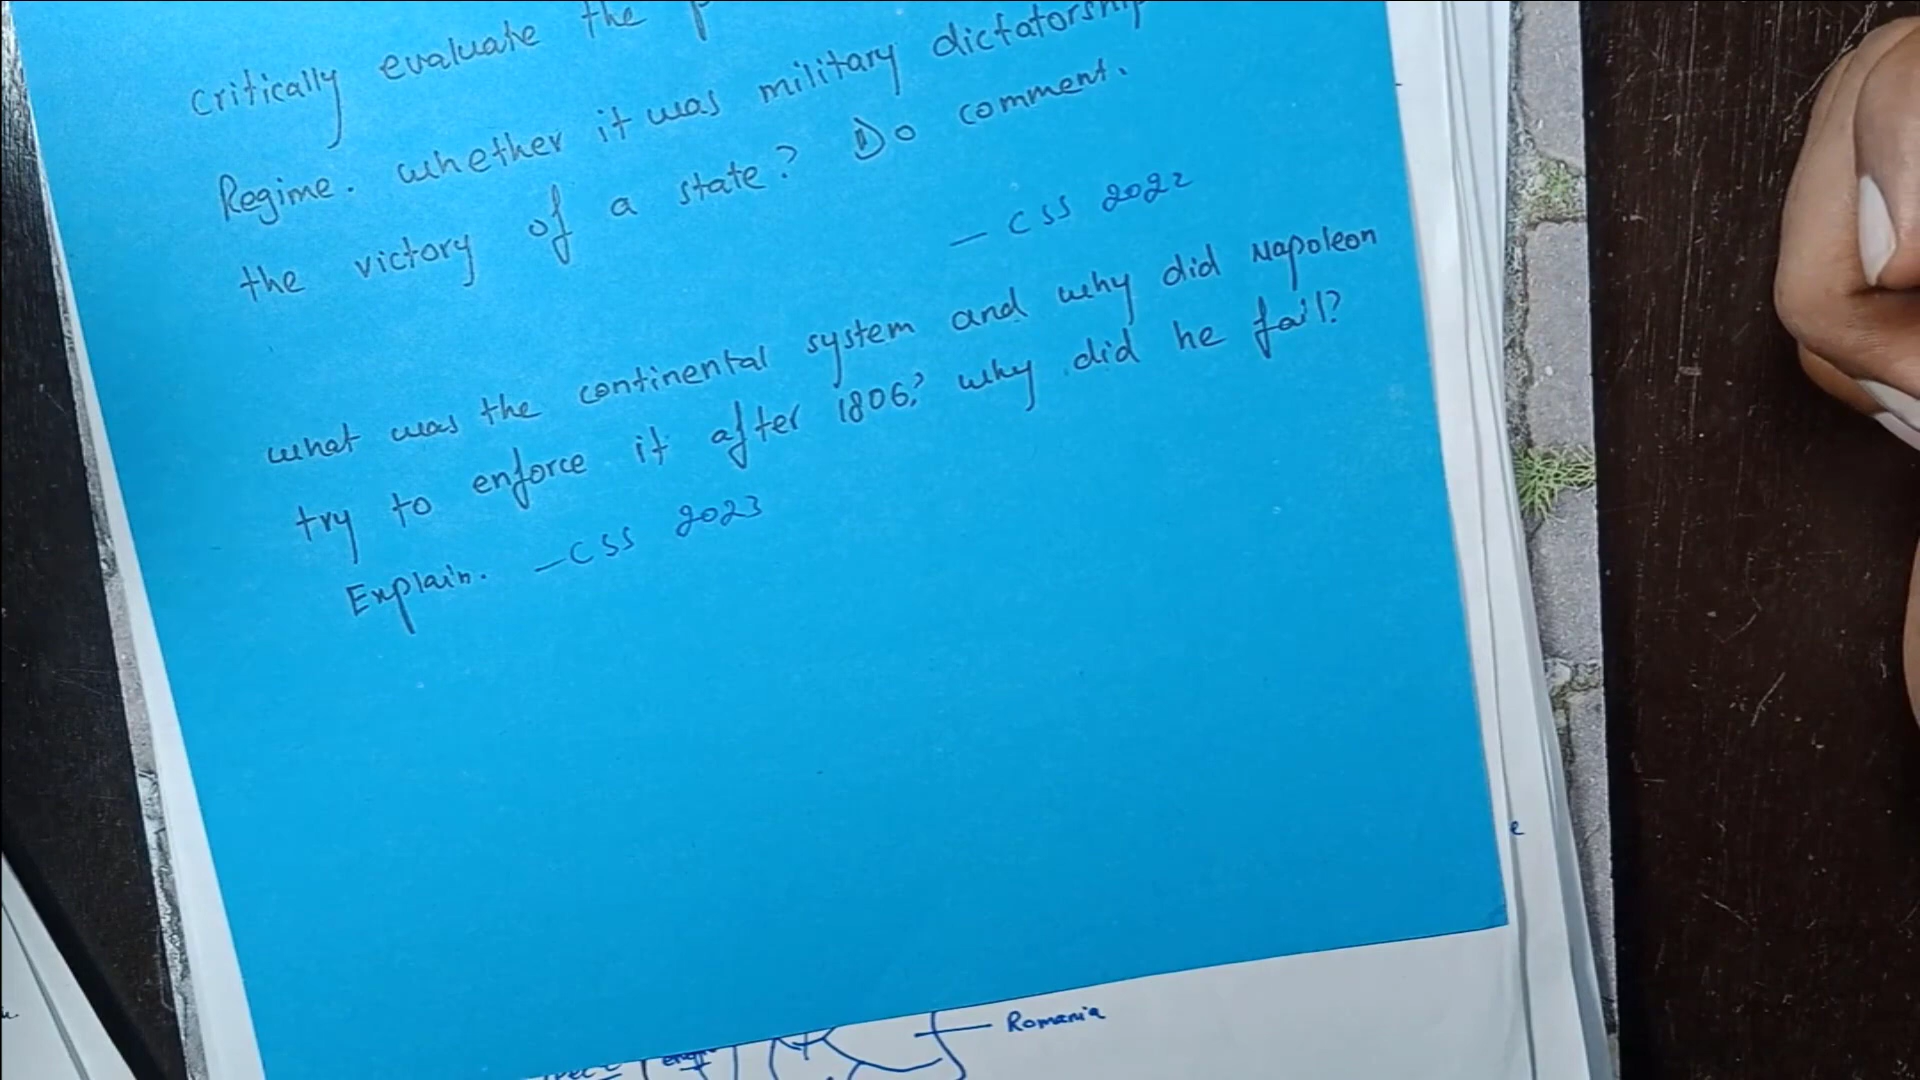 critically evaluate the
Regime. whether it was military dictatorship
the victory of a state? Do comment.
— CSS 2022
what was the continental system and why did Napoleon
try to enforce it after 1806? why did he fail?
Explain. — CSS 2023
Romania